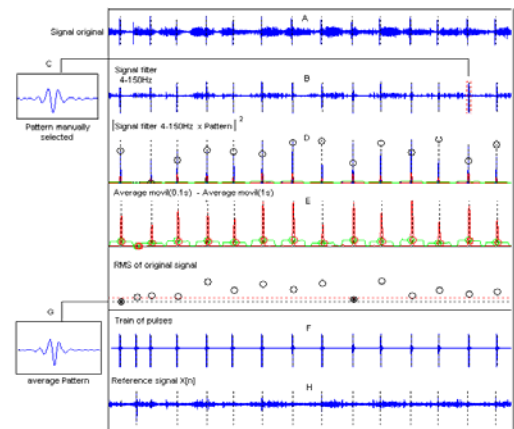 A
Signal original
C
Signal filter
4-150Hz
B
Pattern manually
selected
|Signal filter 4-150Hz x Pattern|²
D
Average movil(0.1s) - Average movil(1s)
E
RMS of original signal
G
Train of pulses
F
average Pattern
Reference signal X[n]
H